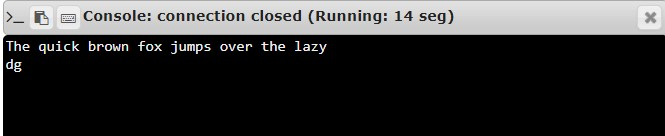 >_ Console: connection closed (Running: 14 seg)
The quick brown fox jumps over the lazy
dg